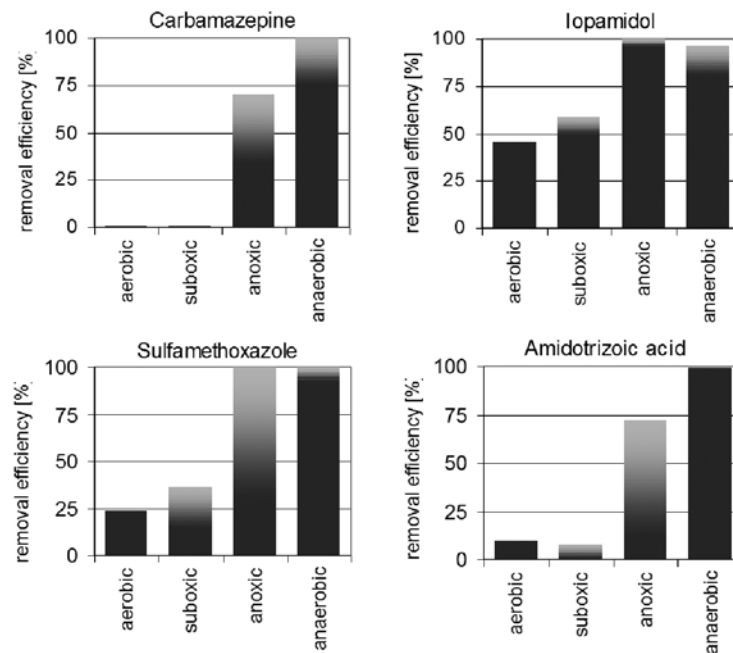 Carbamazepine
removal efficiency [%]
100
75
50
25
0
aerobic
suboxic
anoxic
anaerobic
Iopamidol
removal efficiency [%]
100
75
50
25
0
aerobic
suboxic
anoxic
anaerobic
Sulfamethoxazole
removal efficiency [%]
100
75
50
25
0
aerobic
suboxic
anoxic
anaerobic
Amidotrizoic acid
removal efficiency [%]
100
75
50
25
0
aerobic
suboxic
anoxic
anaerobic